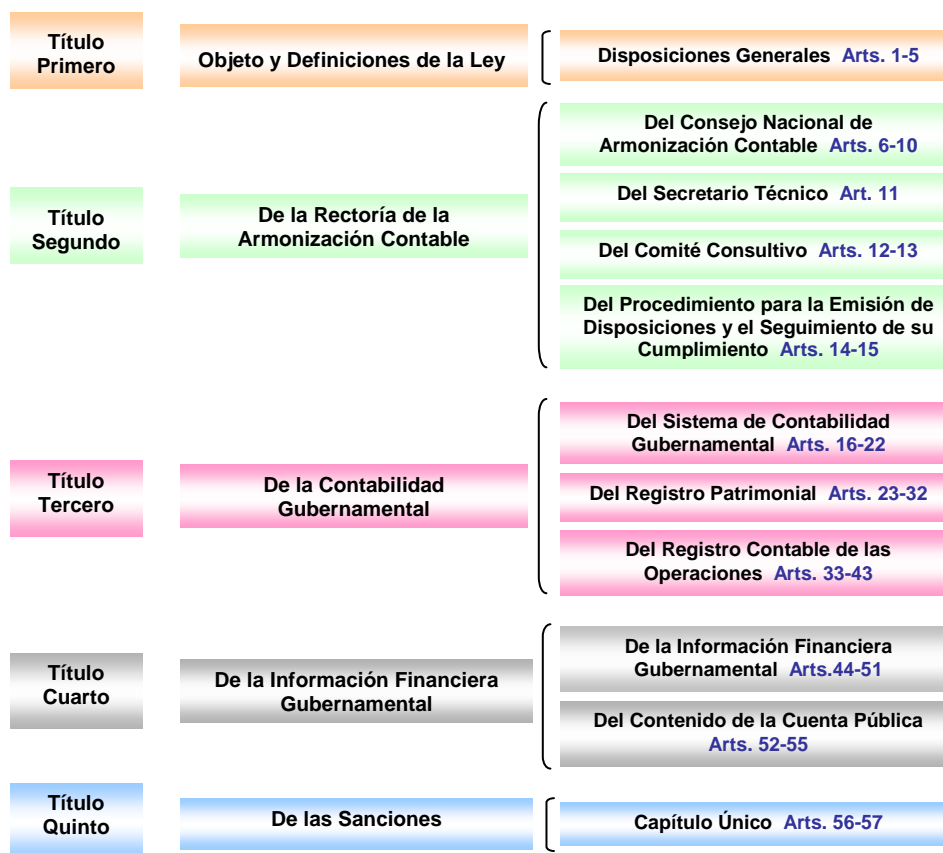 Título
Primero
Objeto y Definiciones de la Ley
Disposiciones Generales Arts. 1-5
Título
Segundo
De la Rectoría de la
Armonización Contable
Del Consejo Nacional de
Armonización Contable Arts. 6-10
Del Secretario Técnico Art. 11
Del Comité Consultivo Arts. 12-13
Del Procedimiento para la Emisión de
Disposiciones y el Seguimiento de su
Cumplimiento Arts. 14-15
Título
Tercero
De la Contabilidad
Gubernamental
Del Sistema de Contabilidad
Gubernamental Arts. 16-22
Del Registro Patrimonial Arts. 23-32
Del Registro Contable de las
Operaciones Arts. 33-43
Título
Cuarto
De la Información Financiera
Gubernamental
De la Información Financiera
Gubernamental Arts.44-51
Del Contenido de la Cuenta Pública
Arts. 52-55
Título
Quinto
De las Sanciones
Capítulo Único Arts. 56-57